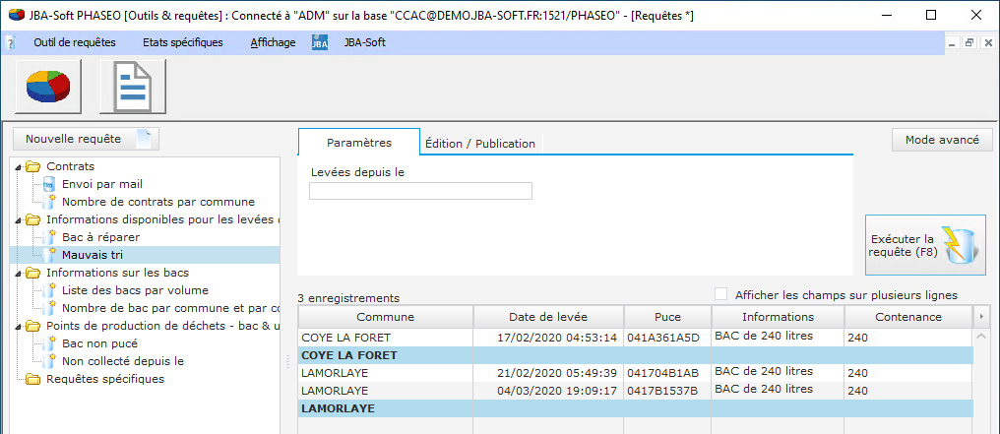 JBA-Soft PHASEO [Outils & requêtes] : Connecté à "ADM" sur la base "CCAC@DEMO.JBA-SOFT.FR:1521/PHASEO" - [Requêtes *]
Outil de requêtes Etats spécifiques Affichage JBA JBA-Soft
Nouvelle requête
Contrats
Envoi par mail
Nombre de contrats par commune
Informations disponibles pour les levées
Bac à réparer
Mauvais tri
Informations sur les bacs
Liste des bacs par volume
Nombre de bac par commune et par
Points de production de déchets - bac & u
Bac non pucé
Non collecté depuis le
Requêtes spécifiques
Paramètres Édition / Publication
Mode avancé
Levées depuis le
Exécuter la
requête (F8)
3 enregistrements
Afficher les champs sur plusieurs lignes
Commune Date de levée Puce Informations Contenance
COYE LA FORET 17/02/2020 04:53:14 041A361A5D BAC de 240 litres 240
COYE LA FORET
LAMORLAYE 21/02/2020 05:49:39 041704B1AB BAC de 240 litres 240
LAMORLAYE 04/03/2020 19:09:17 0417B1537B BAC de 240 litres 240
LAMORLAYE